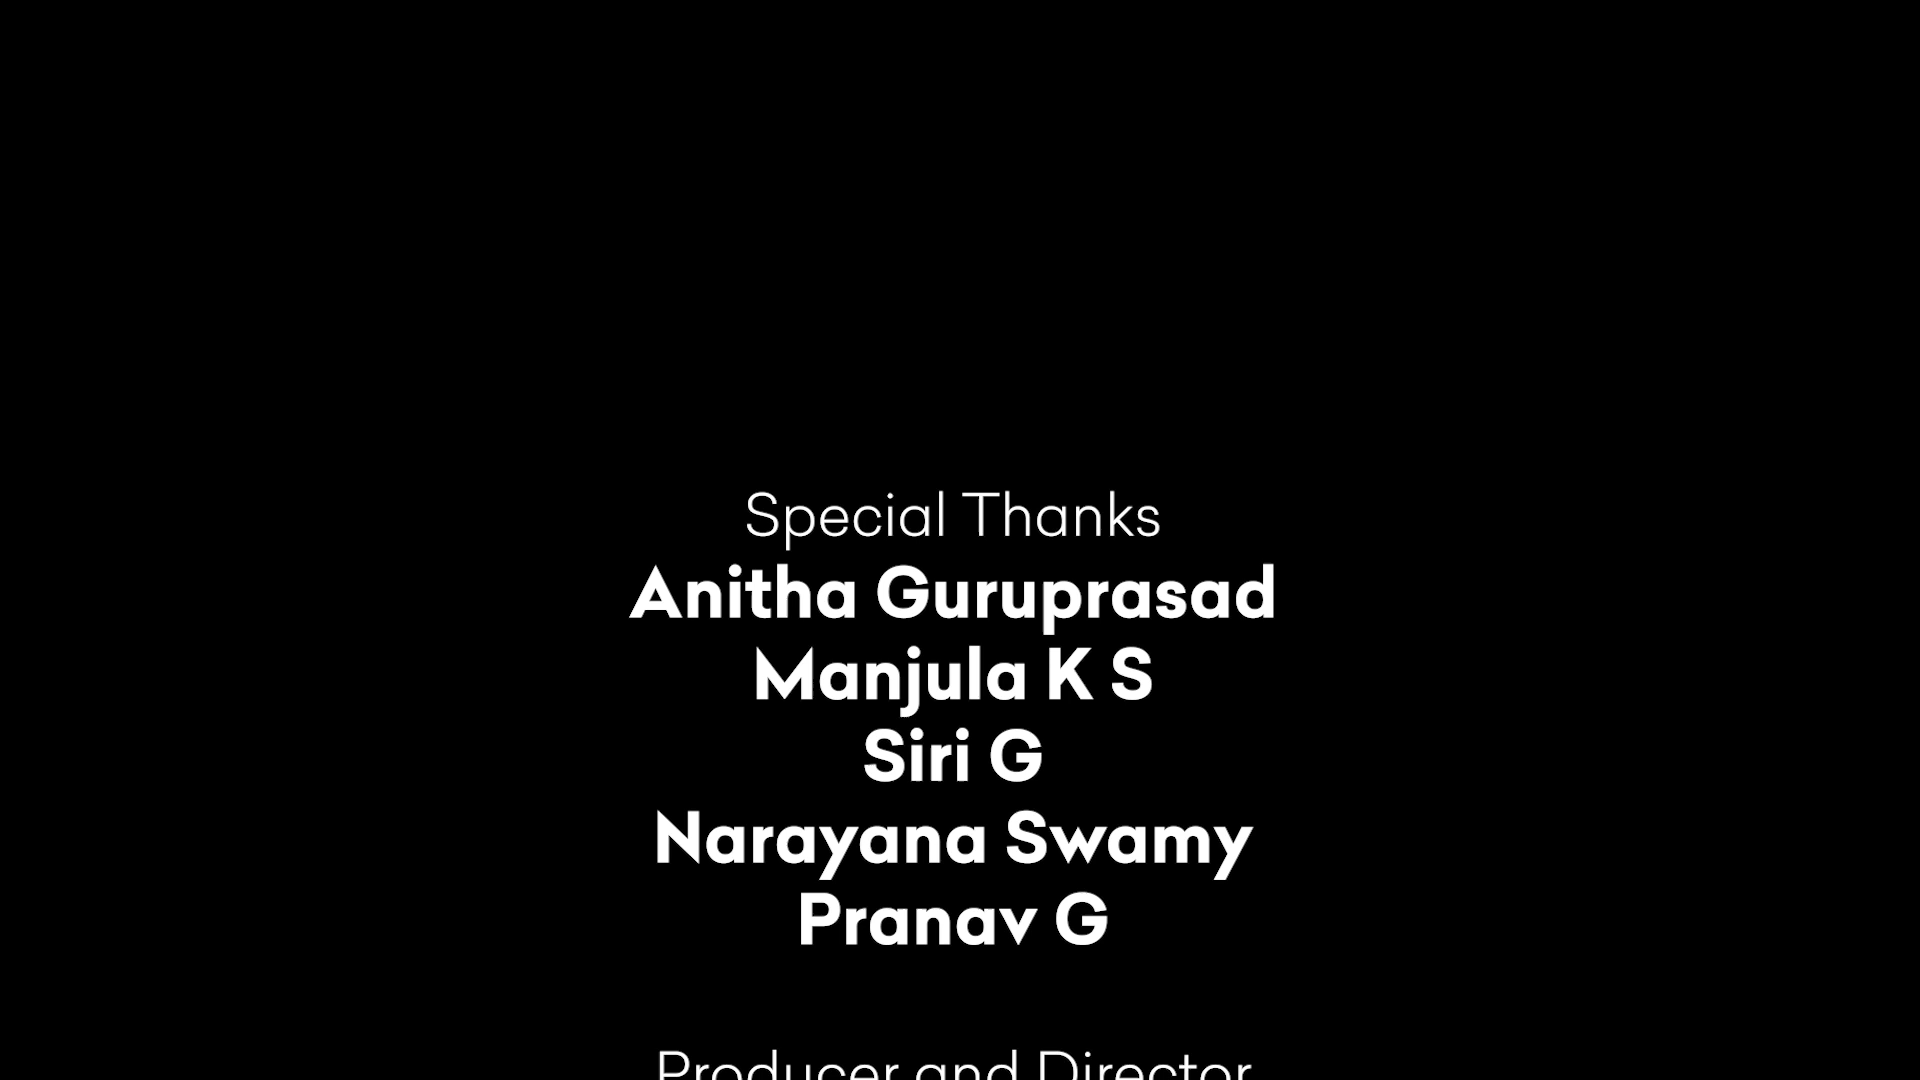 Special Thanks
Anitha Guruprasad
Manjula K S
Siri G
Narayana Swamy
Pranav G
Producer and Director